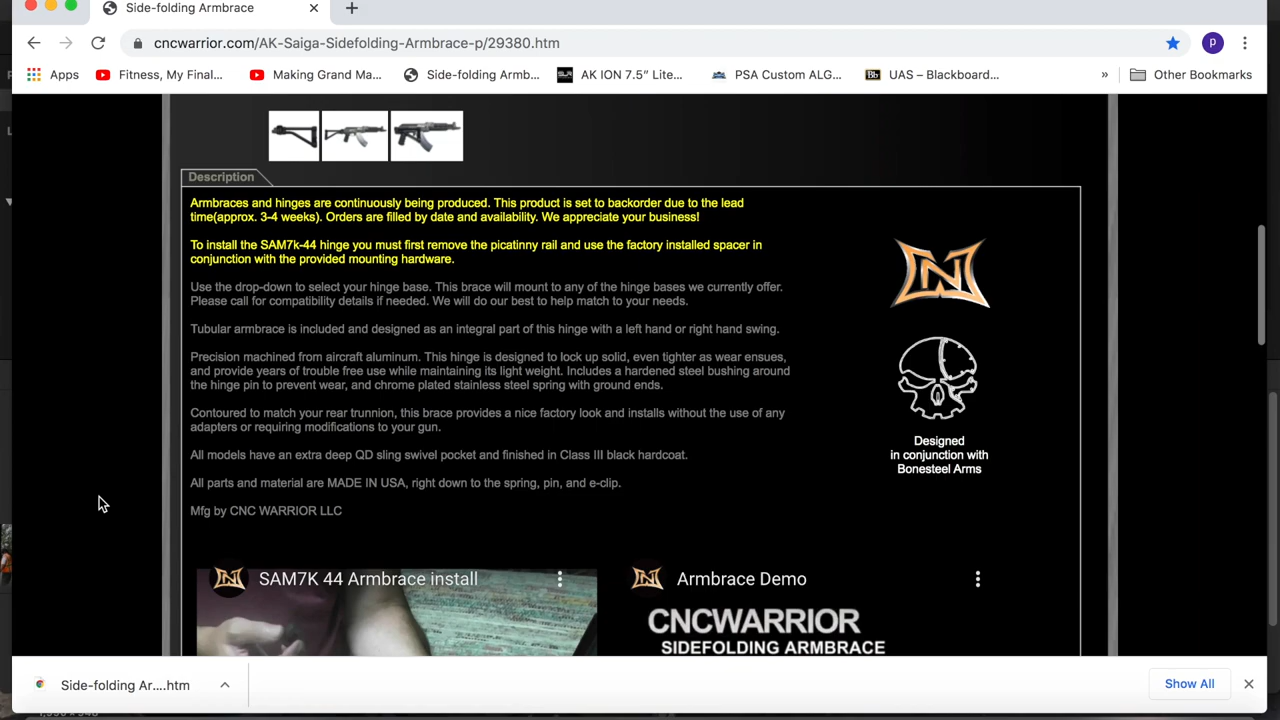 Side-folding Armbrace
cncwarrior.com/AK-Saiga-Sidefolding-Armbrace-p/29380.htm
P
Apps
Fitness, My Final...
Making Grand Ma...
Side-folding Armb...
AK ION 7.5” Lite...
PSA Custom ALG...
Bb UAS – Blackboard...
»
Other Bookmarks
Description
Armbraces and hinges are continuously being produced. This product is set to backorder due to the lead
time(approx. 3-4 weeks). Orders are filled by date and availability. We appreciate your business!
To install the SAM7k-44 hinge you must first remove the picatinny rail and use the factory installed spacer in
conjunction with the provided mounting hardware.
Use the drop-down to select your hinge base. This brace will mount to any of the hinge bases we currently offer.
Please call for compatibility details if needed. We will do our best to help match to your needs.
Tubular armbrace is included and designed as an integral part of this hinge with a left hand or right hand swing.
Precision machined from aircraft aluminum. This hinge is designed to lock up solid, even tighter as wear ensues,
and provide years of trouble free use while maintaining its light weight. Includes a hardened steel bushing around
the hinge pin to prevent wear, and chrome plated stainless steel spring with ground ends.
Contoured to match your rear trunnion, this brace provides a nice factory look and installs without the use of any
adapters or requiring modifications to your gun.
All models have an extra deep QD sling swivel pocket and finished in Class III black hardcoat.
All parts and material are MADE IN USA, right down to the spring, pin, and e-clip.
Mfg by CNC WARRIOR LLC
Designed
in conjunction with
Bonesteel Arms
SAM7K 44 Armbrace install
Armbrace Demo
CNCWARRIOR
SIDEFOLDING ARMBRACE
Side-folding Ar....htm
Show All